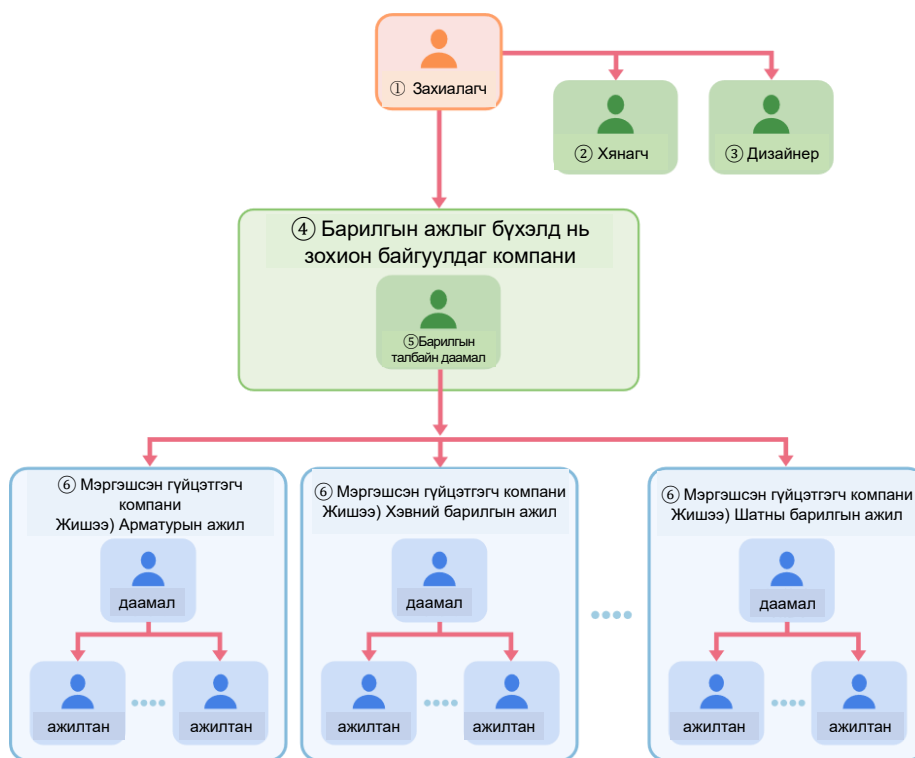 ① Захиалагч
② Хянагч
③ Дизайнер
④ Барилгын ажлыг бүхэлд нь
зохион байгуулдаг компани
⑤Барилгын
талбайн даамал
⑥ Мэргэшсэн гүйцэтгэгч
компани
Жишээ) Арматурын ажил
даамал
ажилтан
ажилтан
⑥ Мэргэшсэн гүйцэтгэгч компани
Жишээ) Хэвний барилгын ажил
даамал
ажилтан
ажилтан
⑥ Мэргэшсэн гүйцэтгэгч компани
Жишээ) Шатны барилгын ажил
даамал
ажилтан
ажилтан